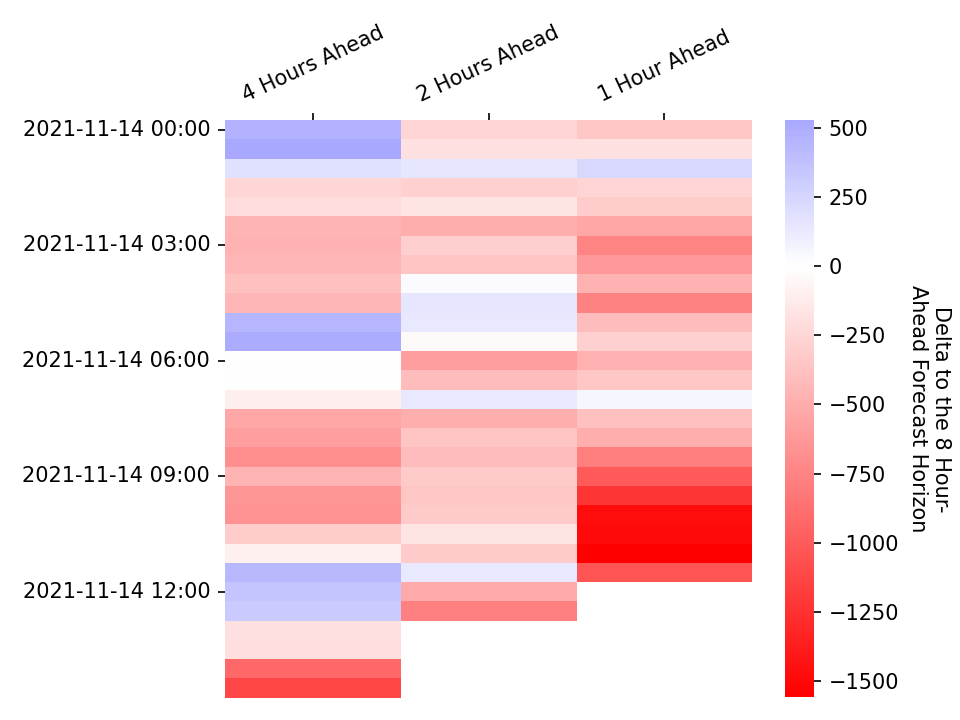 4 Hours Ahead
2 Hours Ahead
1 Hour Ahead
2021-11-14 00:00
2021-11-14 03:00
2021-11-14 06:00
2021-11-14 09:00
2021-11-14 12:00
500
250
0
−250
−500
−750
−1000
−1250
−1500
Delta to the 8 Hour-
Ahead Forecast Horizon